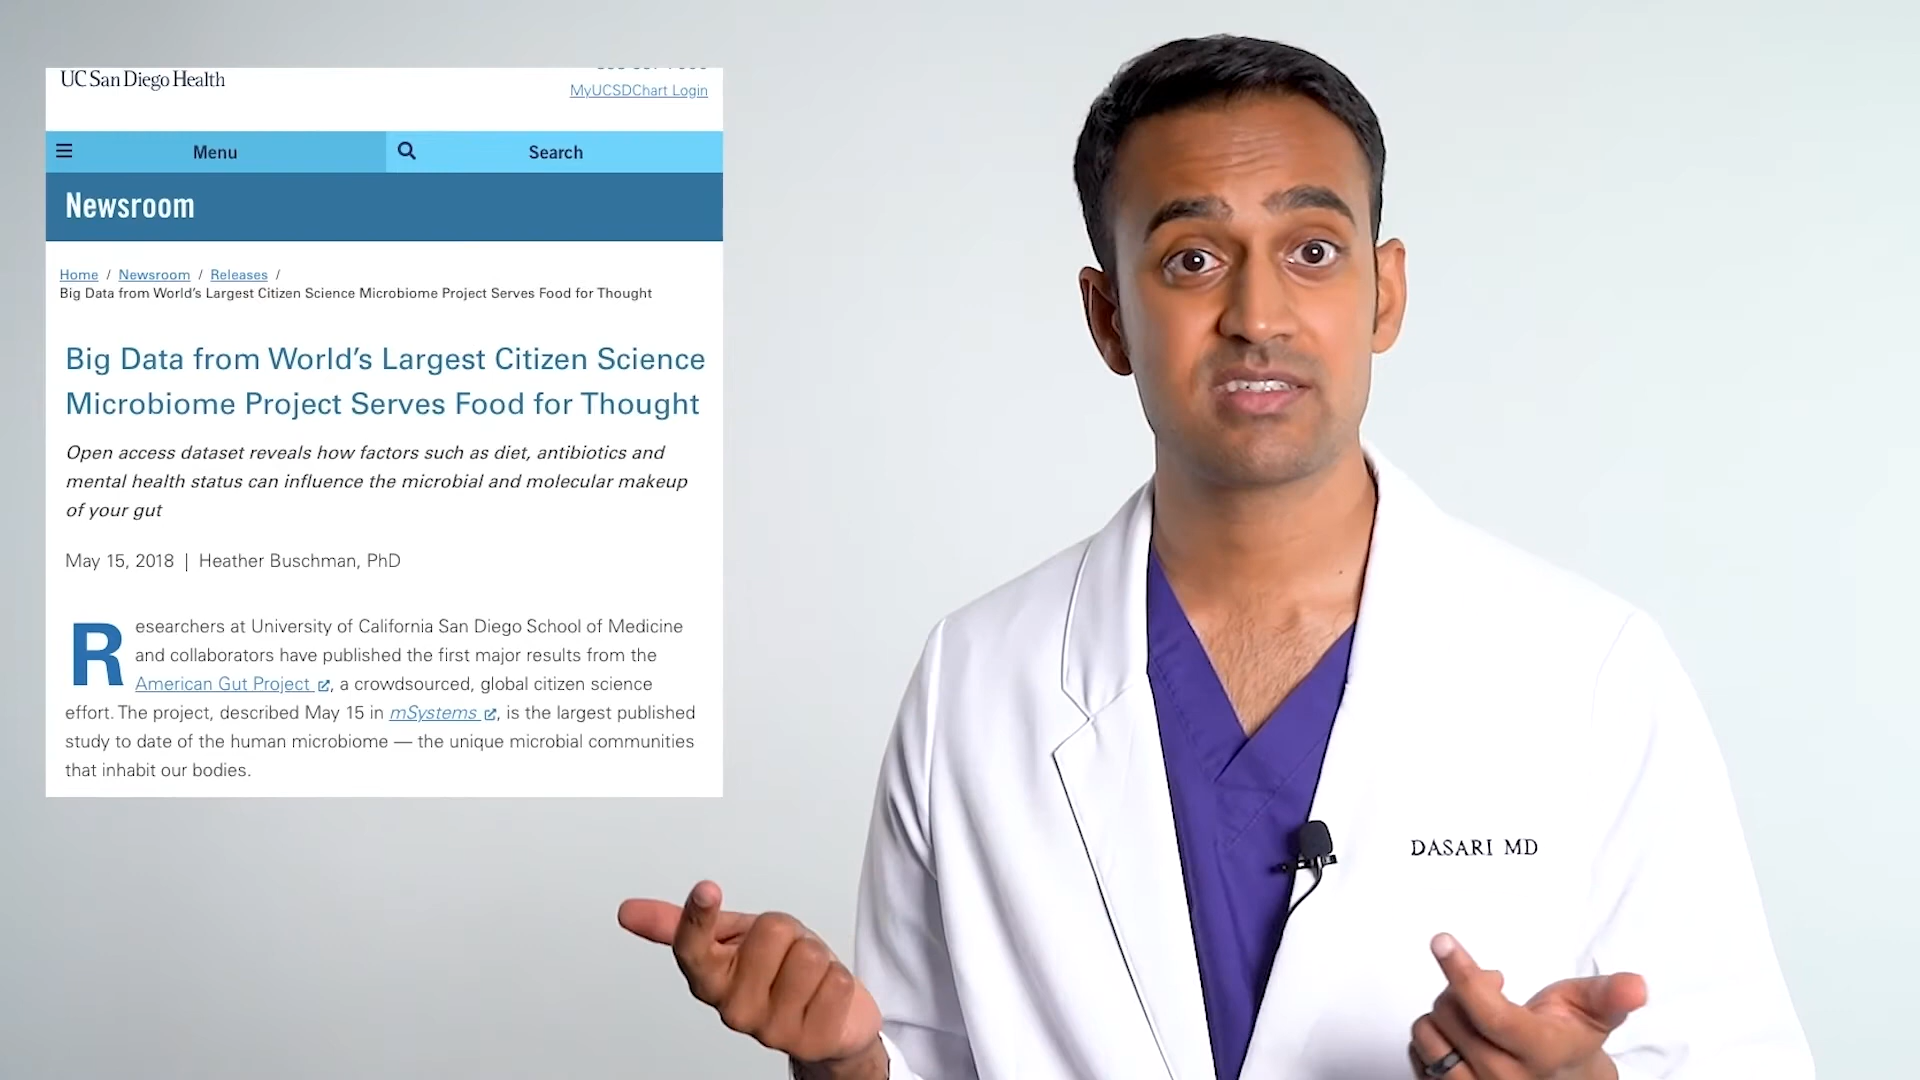 UC San Diego Health
MyUCSDChart Login
Menu
Search
Newsroom
Home / Newsroom / Releases /
Big Data from World’s Largest Citizen Science Microbiome Project Serves Food for Thought
Big Data from World’s Largest Citizen Science
Microbiome Project Serves Food for Thought
Open access dataset reveals how factors such as diet, antibiotics and
mental health status can influence the microbial and molecular makeup
of your gut
May 15, 2018 | Heather Buschman, PhD
Researchers at University of California San Diego School of Medicine
and collaborators have published the first major results from the
American Gut Project, a crowdsourced, global citizen science
effort. The project, described May 15 in mSystems, is the largest published
study to date of the human microbiome — the unique microbial communities
that inhabit our bodies.
DASARI MD